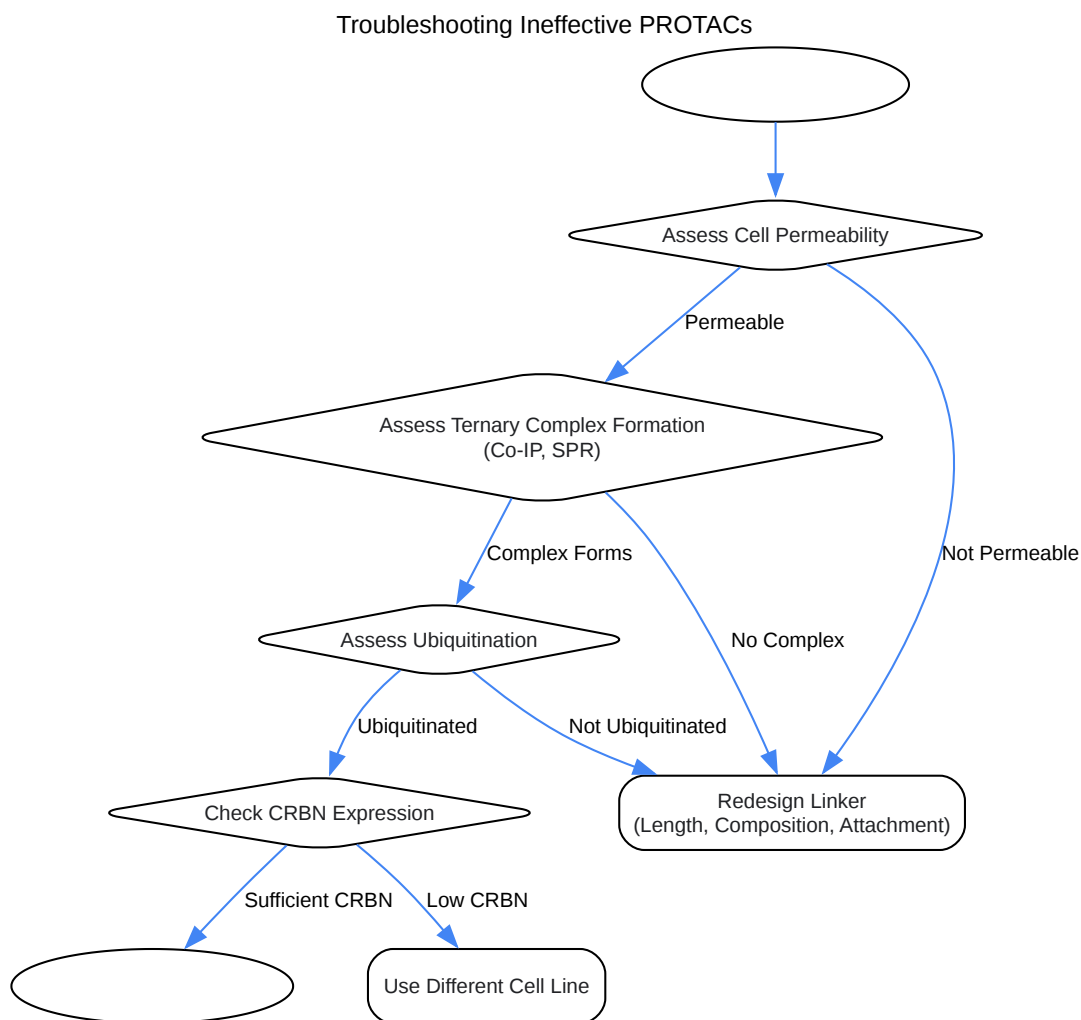 Troubleshooting Ineffective PROTACs
Assess Cell Permeability
Permeable
Assess Ternary Complex Formation
(Co-IP, SPR)
Complex Forms
Not Permeable
Assess Ubiquitination
No Complex
Ubiquitinated
Not Ubiquitinated
Check CRBN Expression
Redesign Linker
(Length, Composition, Attachment)
Sufficient CRBN
Low CRBN
Use Different Cell Line